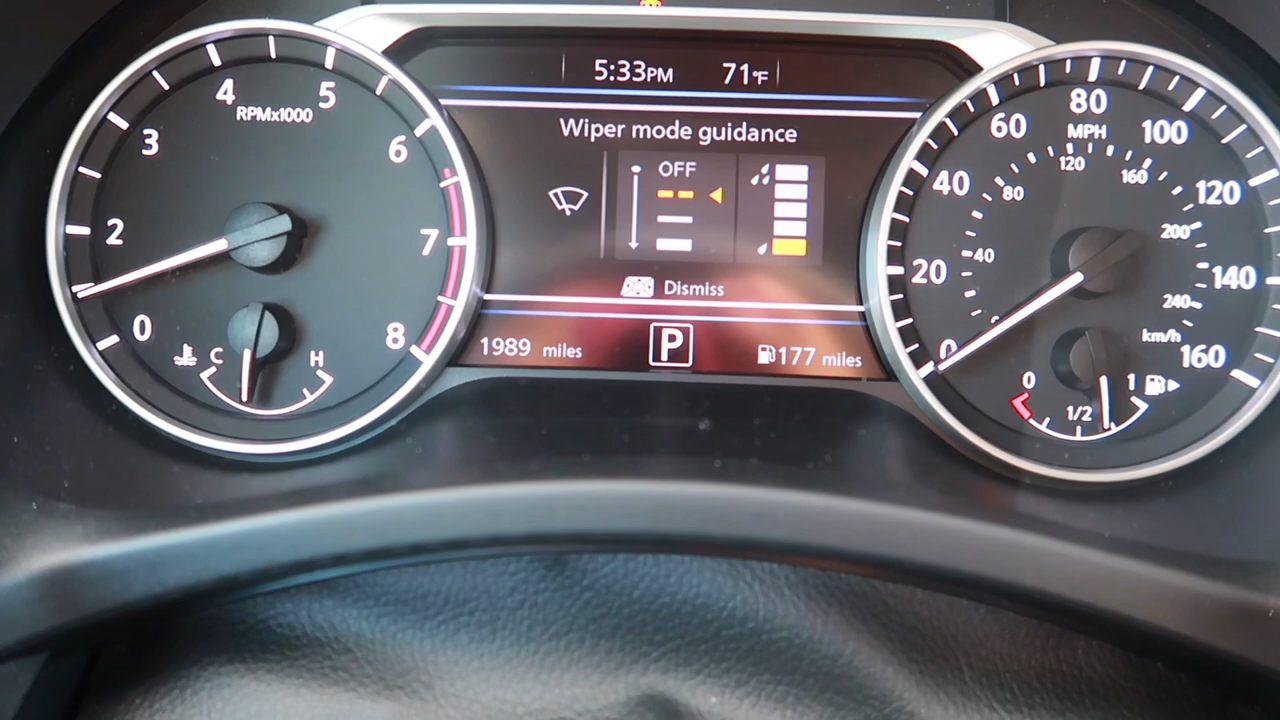 5:33PM 71°F
Wiper mode guidance
OFF
Dismiss
1989 miles P 177 miles
RPMx1000
0
2
3
4
5
6
7
8
C H
MPH
0
20
40
60
80
100
120
140
160
40
80
120
160
200
240
km/h
0 1/2 1